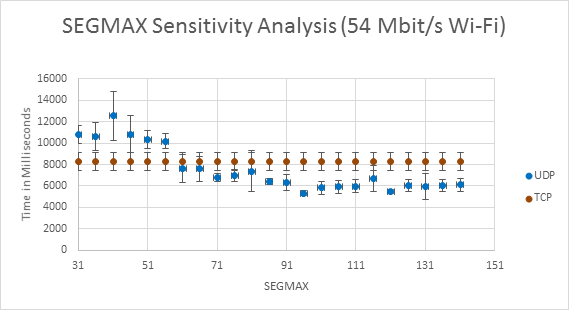 SEGMAX Sensitivity Analysis (54 Mbit/s Wi-Fi)
16000
14000
12000
10000
8000
6000
4000
2000
0
Time in Milliseconds
31 51 71 91 111 131 151
SEGMAX
UDP
TCP